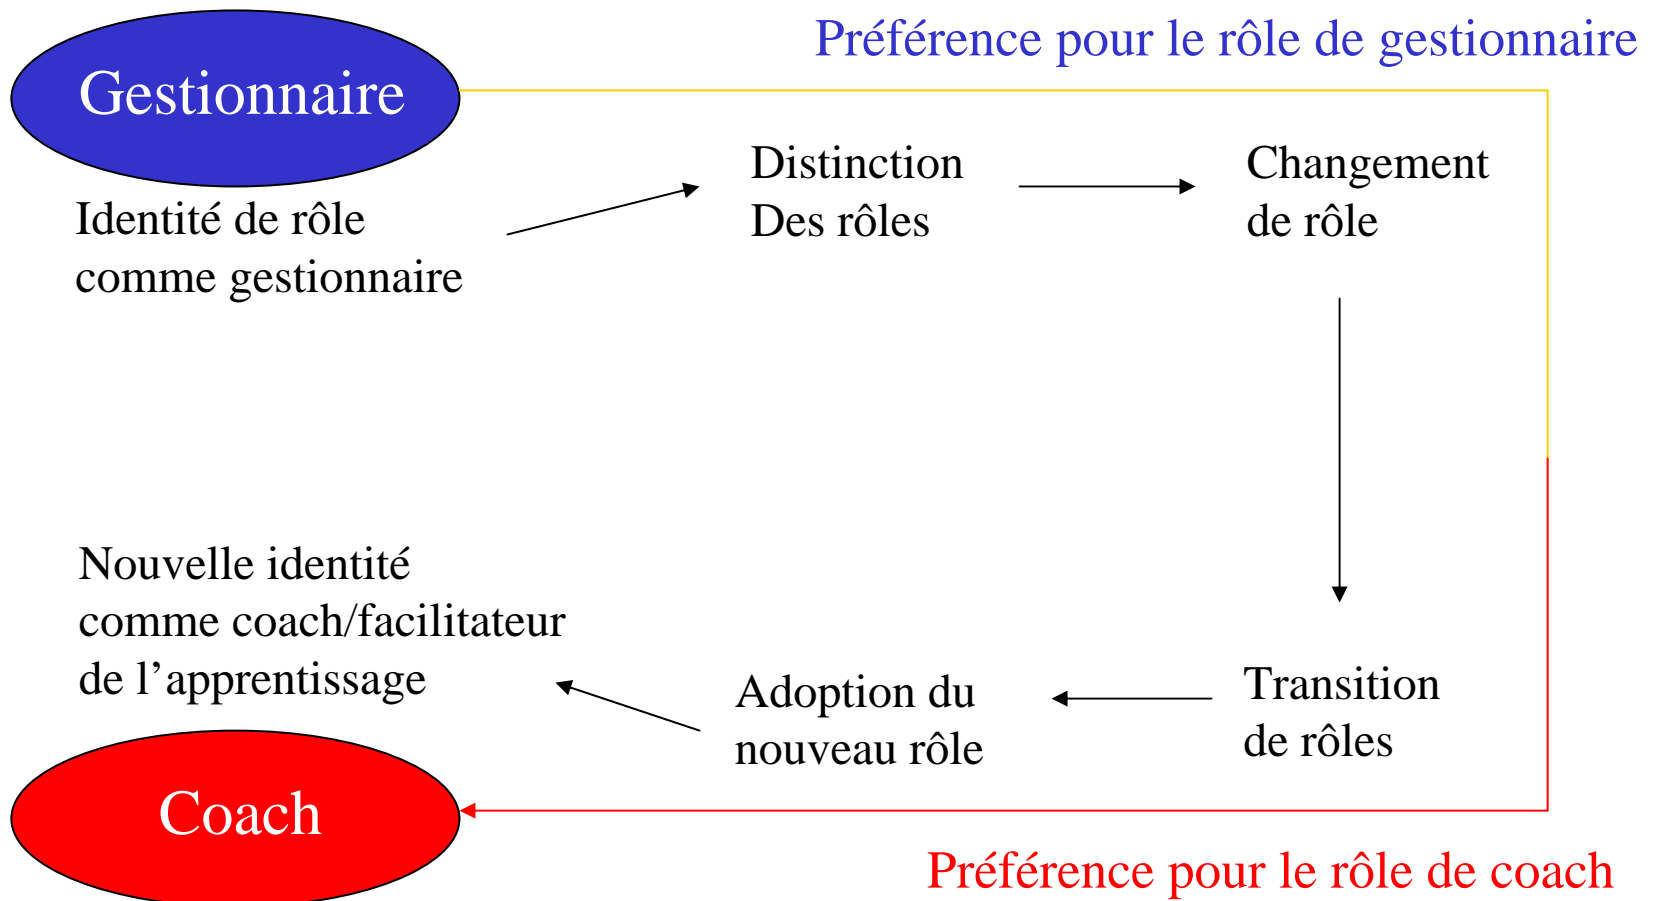 Préférence pour le rôle de gestionnaire
Gestionnaire
Identité de rôle
comme gestionnaire
Distinction
Des rôles
Changement
de rôle
Transition
de rôles
Adoption du
nouveau rôle
Nouvelle identité
comme coach/facilitateur
de l’apprentissage
Coach
Préférence pour le rôle de coach